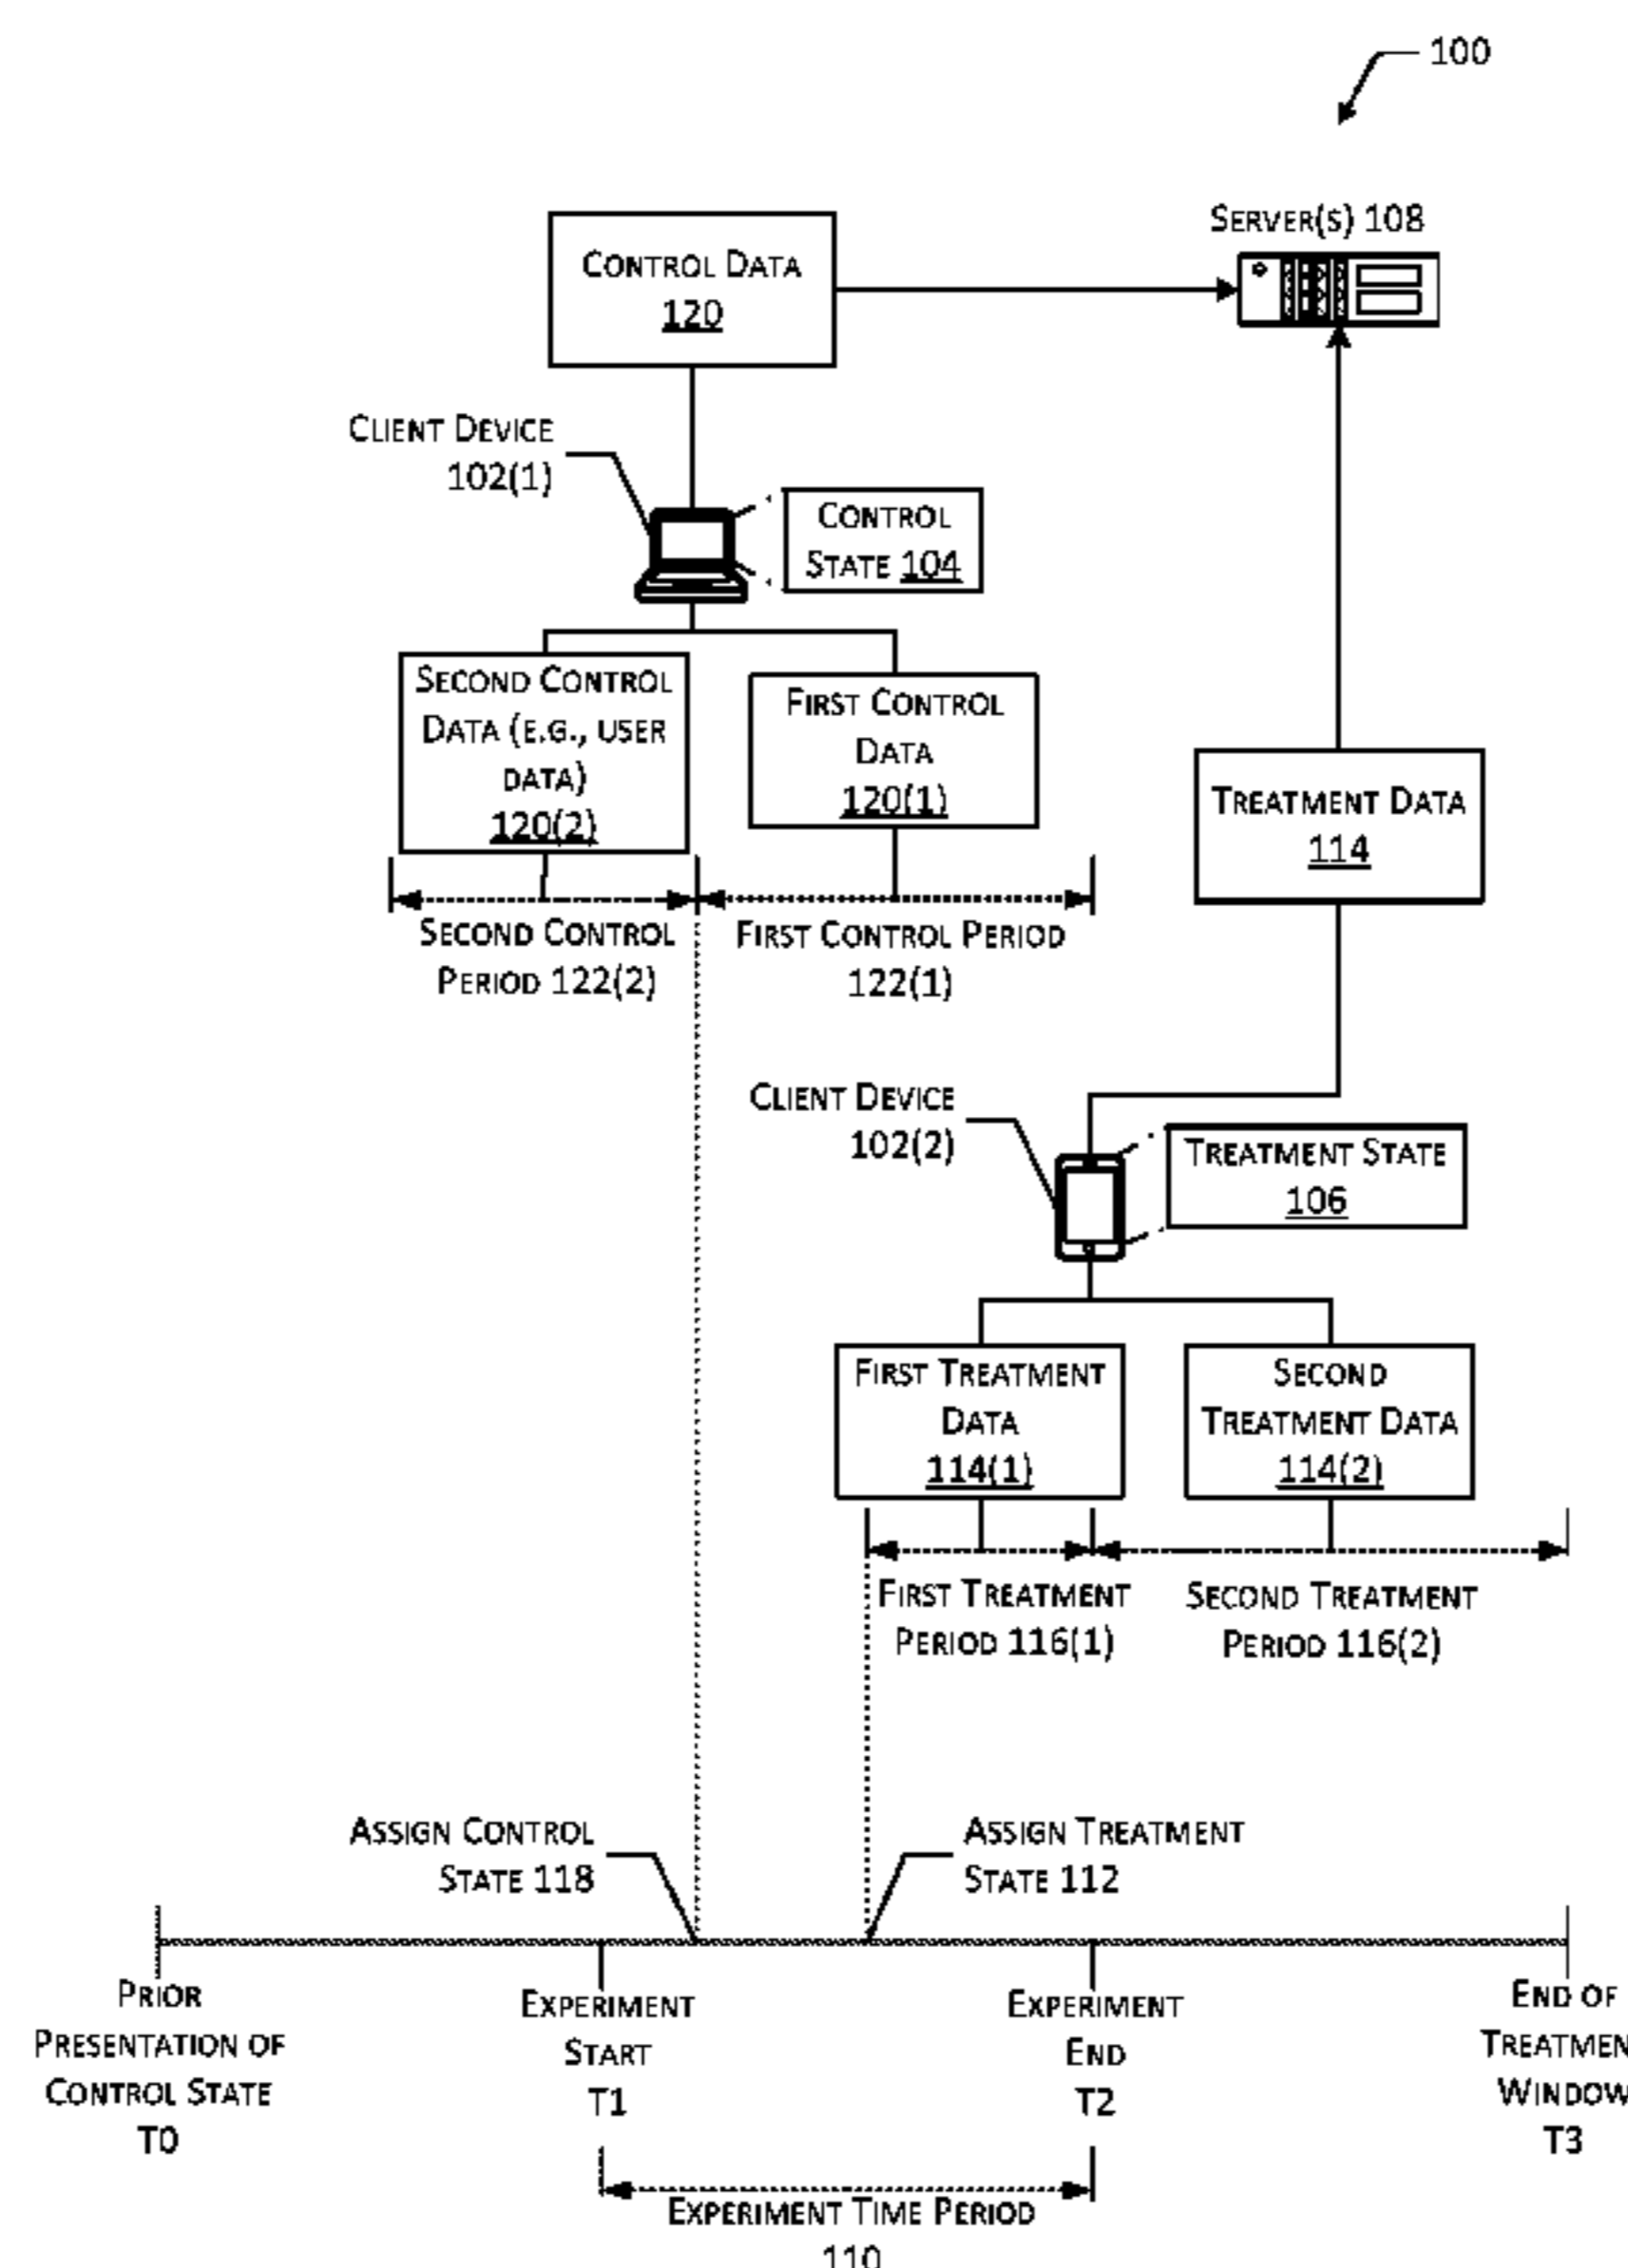 100
SERVER(S) 108
CONTROL DATA
120
CLIENT DEVICE
102(1)
CONTROL
STATE 104
SECOND CONTROL
DATA (E.G., USER
DATA)
120(2)
FIRST CONTROL
DATA
120(1)
TREATMENT DATA
114
SECOND CONTROL
PERIOD 122(2)
FIRST CONTROL PERIOD
122(1)
CLIENT DEVICE
102(2)
TREATMENT STATE
106
FIRST TREATMENT
DATA
114(1)
SECOND
TREATMENT DATA
114(2)
FIRST TREATMENT
PERIOD 116(1)
SECOND TREATMENT
PERIOD 116(2)
ASSIGN CONTROL
STATE 118
ASSIGN TREATMENT
STATE 112
PRIOR
PRESENTATION OF
CONTROL STATE
T0
EXPERIMENT
START
T1
EXPERIMENT
END
T2
END OF
TREATMEN
WINDOW
T3
EXPERIMENT TIME PERIOD
110